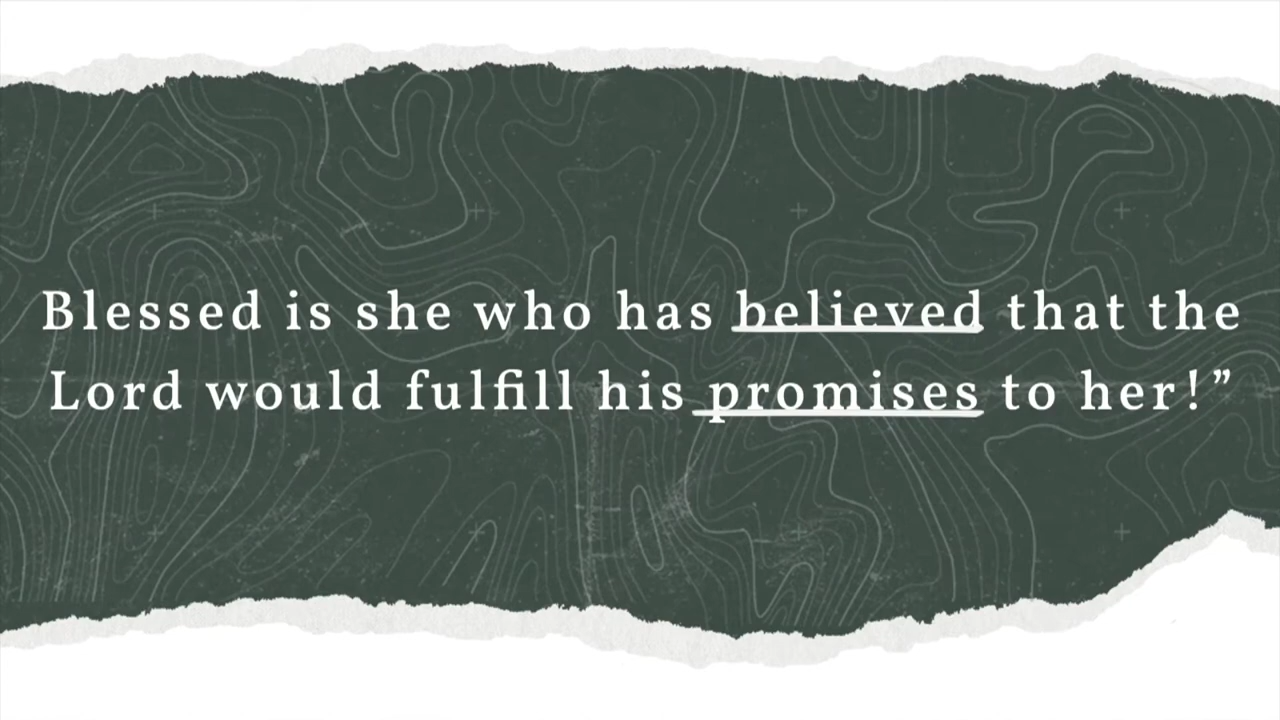 Blessed is she who has believed that the
Lord would fulfill his promises to her!”